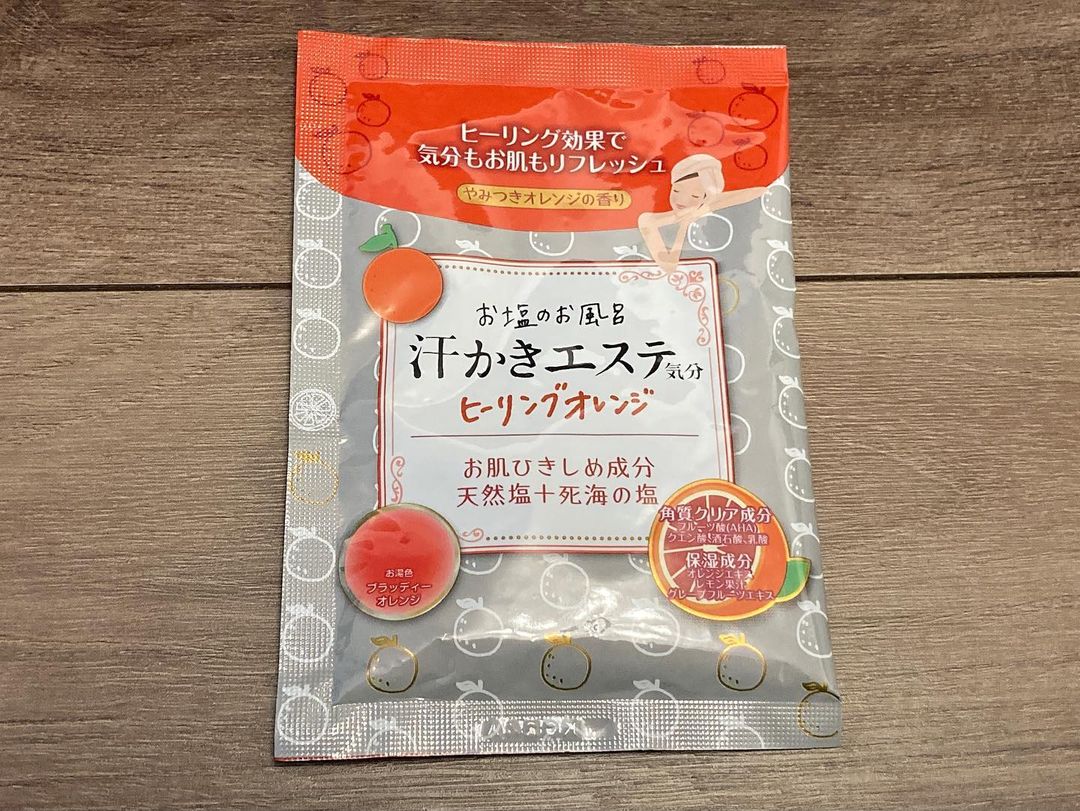 ヒーリング効果で
気分もお肌もリフレッシュ
やみつきオレンジの香り
お塩のお風呂
汗かきエステ気分
ヒーリングオレンジ
お肌ひきしめ成分
天然塩+死海の塩
角質クリア成分
フルーツ酸(AHA)
クエン酸、酒石酸、乳酸
保湿成分
オレンジエキス
レモン果汁
グレープフルーツエキス
お湯色
ブラッディー
オレンジ